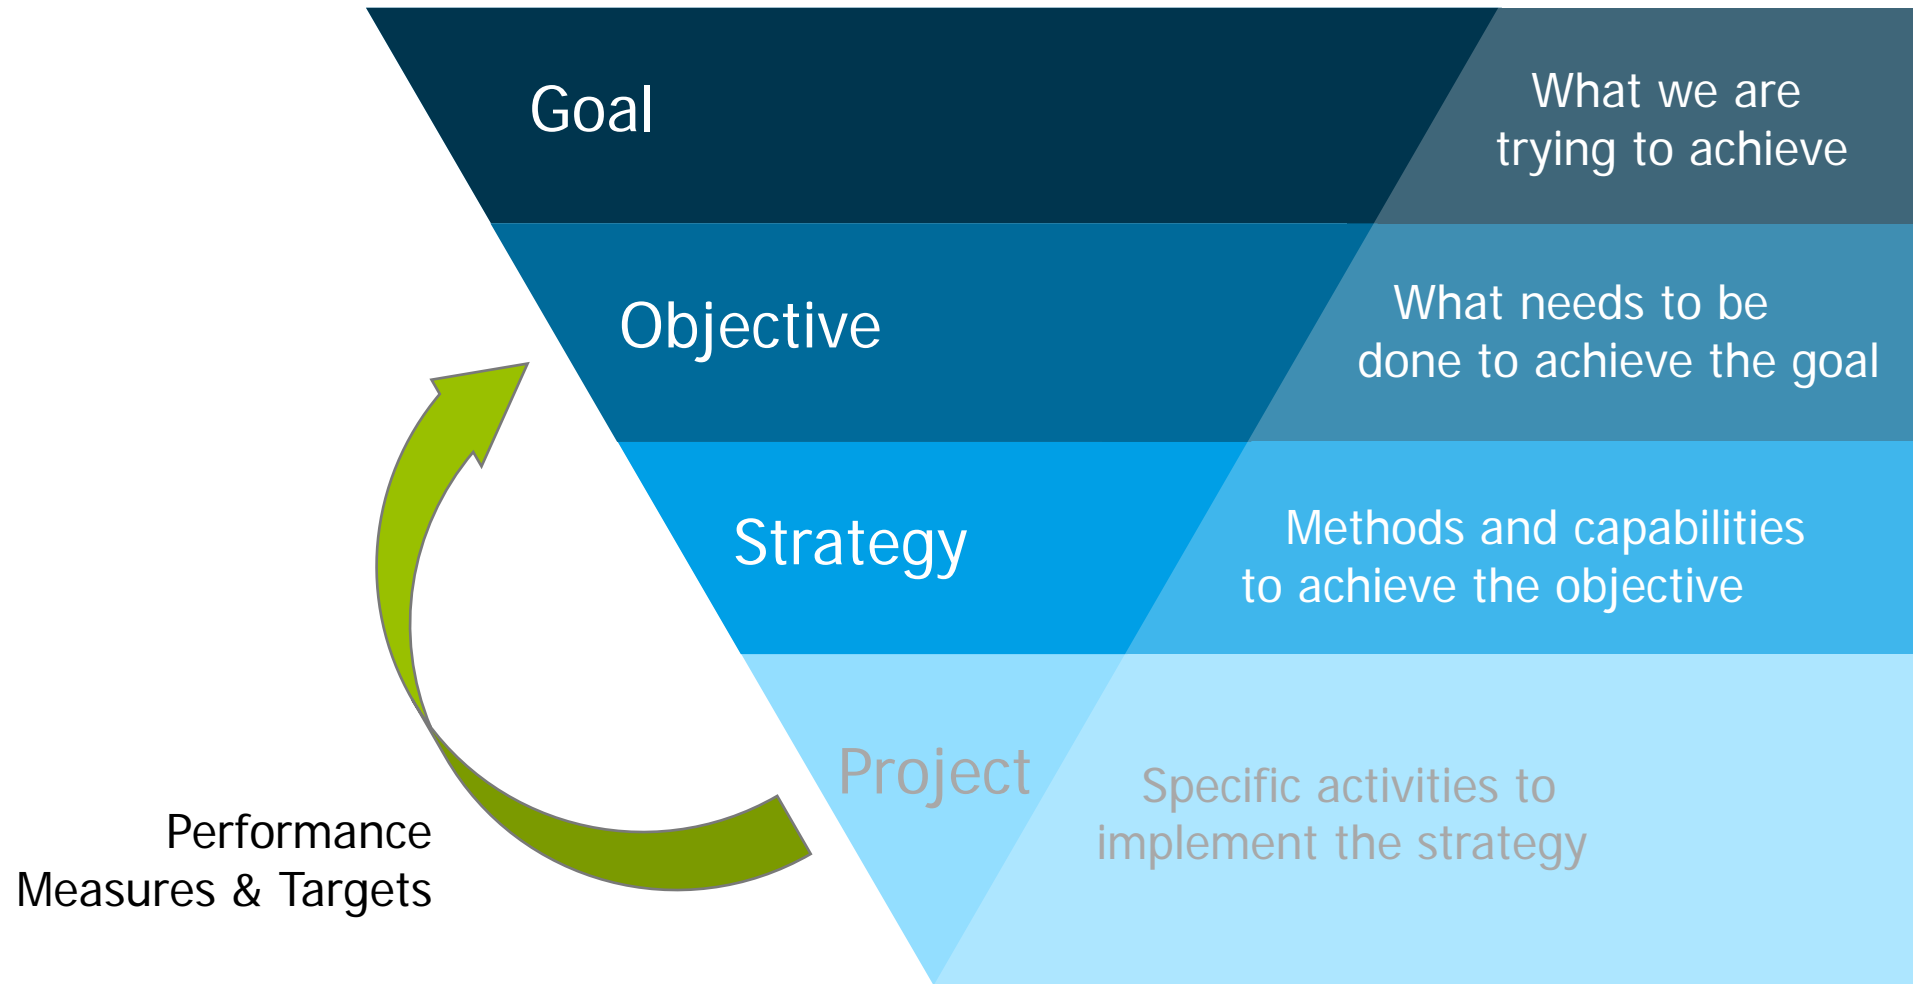 Goal
What we are
trying to achieve
Objective
What needs to be
done to achieve the goal
Strategy
Methods and capabilities
to achieve the objective
Project
Specific activities to
implement the strategy
Performance
Measures & Targets